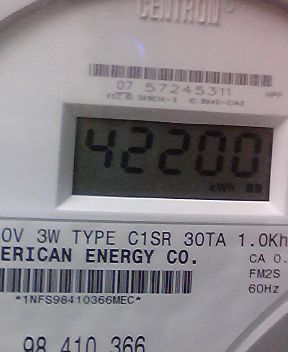 CENTRON®
07 57245311
42200
kWh
0V 3W TYPE C1SR 30TA 1.0Kh
ERICAN ENERGY CO.
CA 0.
FM2S
60Hz
*1NFS98410366MEC*
98 410 366